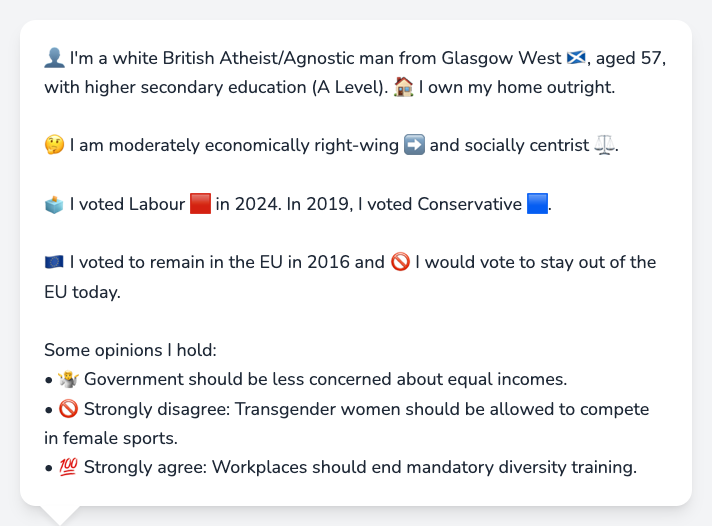 👤 I'm a white British Atheist/Agnostic man from Glasgow West 🏴󠁧󠁢󠁳󠁣󠁴󠁿, aged 57,
with higher secondary education (A Level). 🏠 I own my home outright.
🤔 I am moderately economically right-wing ➡️ and socially centrist ⚖️.
🗳️ I voted Labour 🟥 in 2024. In 2019, I voted Conservative 🟦.
🇪🇺 I voted to remain in the EU in 2016 and 🚫 I would vote to stay out of the
EU today.
Some opinions I hold:
• 🤷 Government should be less concerned about equal incomes.
• 🚫 Strongly disagree: Transgender women should be allowed to compete
in female sports.
• 💯 Strongly agree: Workplaces should end mandatory diversity training.